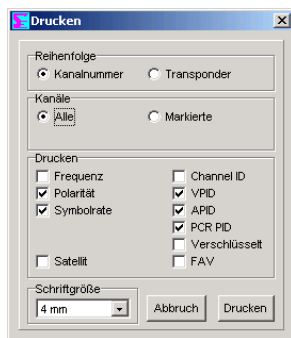 Drucken
Reihenfolge
Kanalnummer Transponder
Kanäle
Alle Markierte
Drucken
Frequenz Channel ID
Polarität VPID
Symbolrate APID
PCR PID
Verschlüsselt
Satellit FAV
Schriftgröße
4 mm Abbruch Drucken